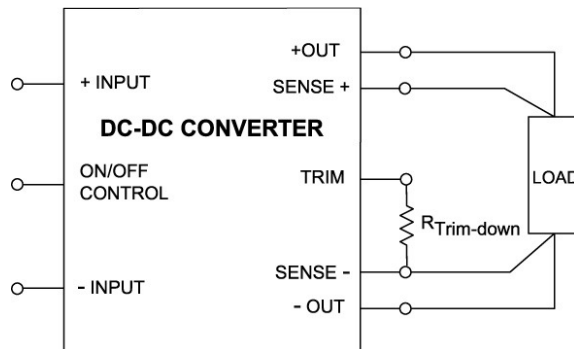 +OUT
+ INPUT
SENSE +
DC-DC CONVERTER
ON/OFF
CONTROL
TRIM
LOAD
RTrim-down
SENSE -
- INPUT
- OUT